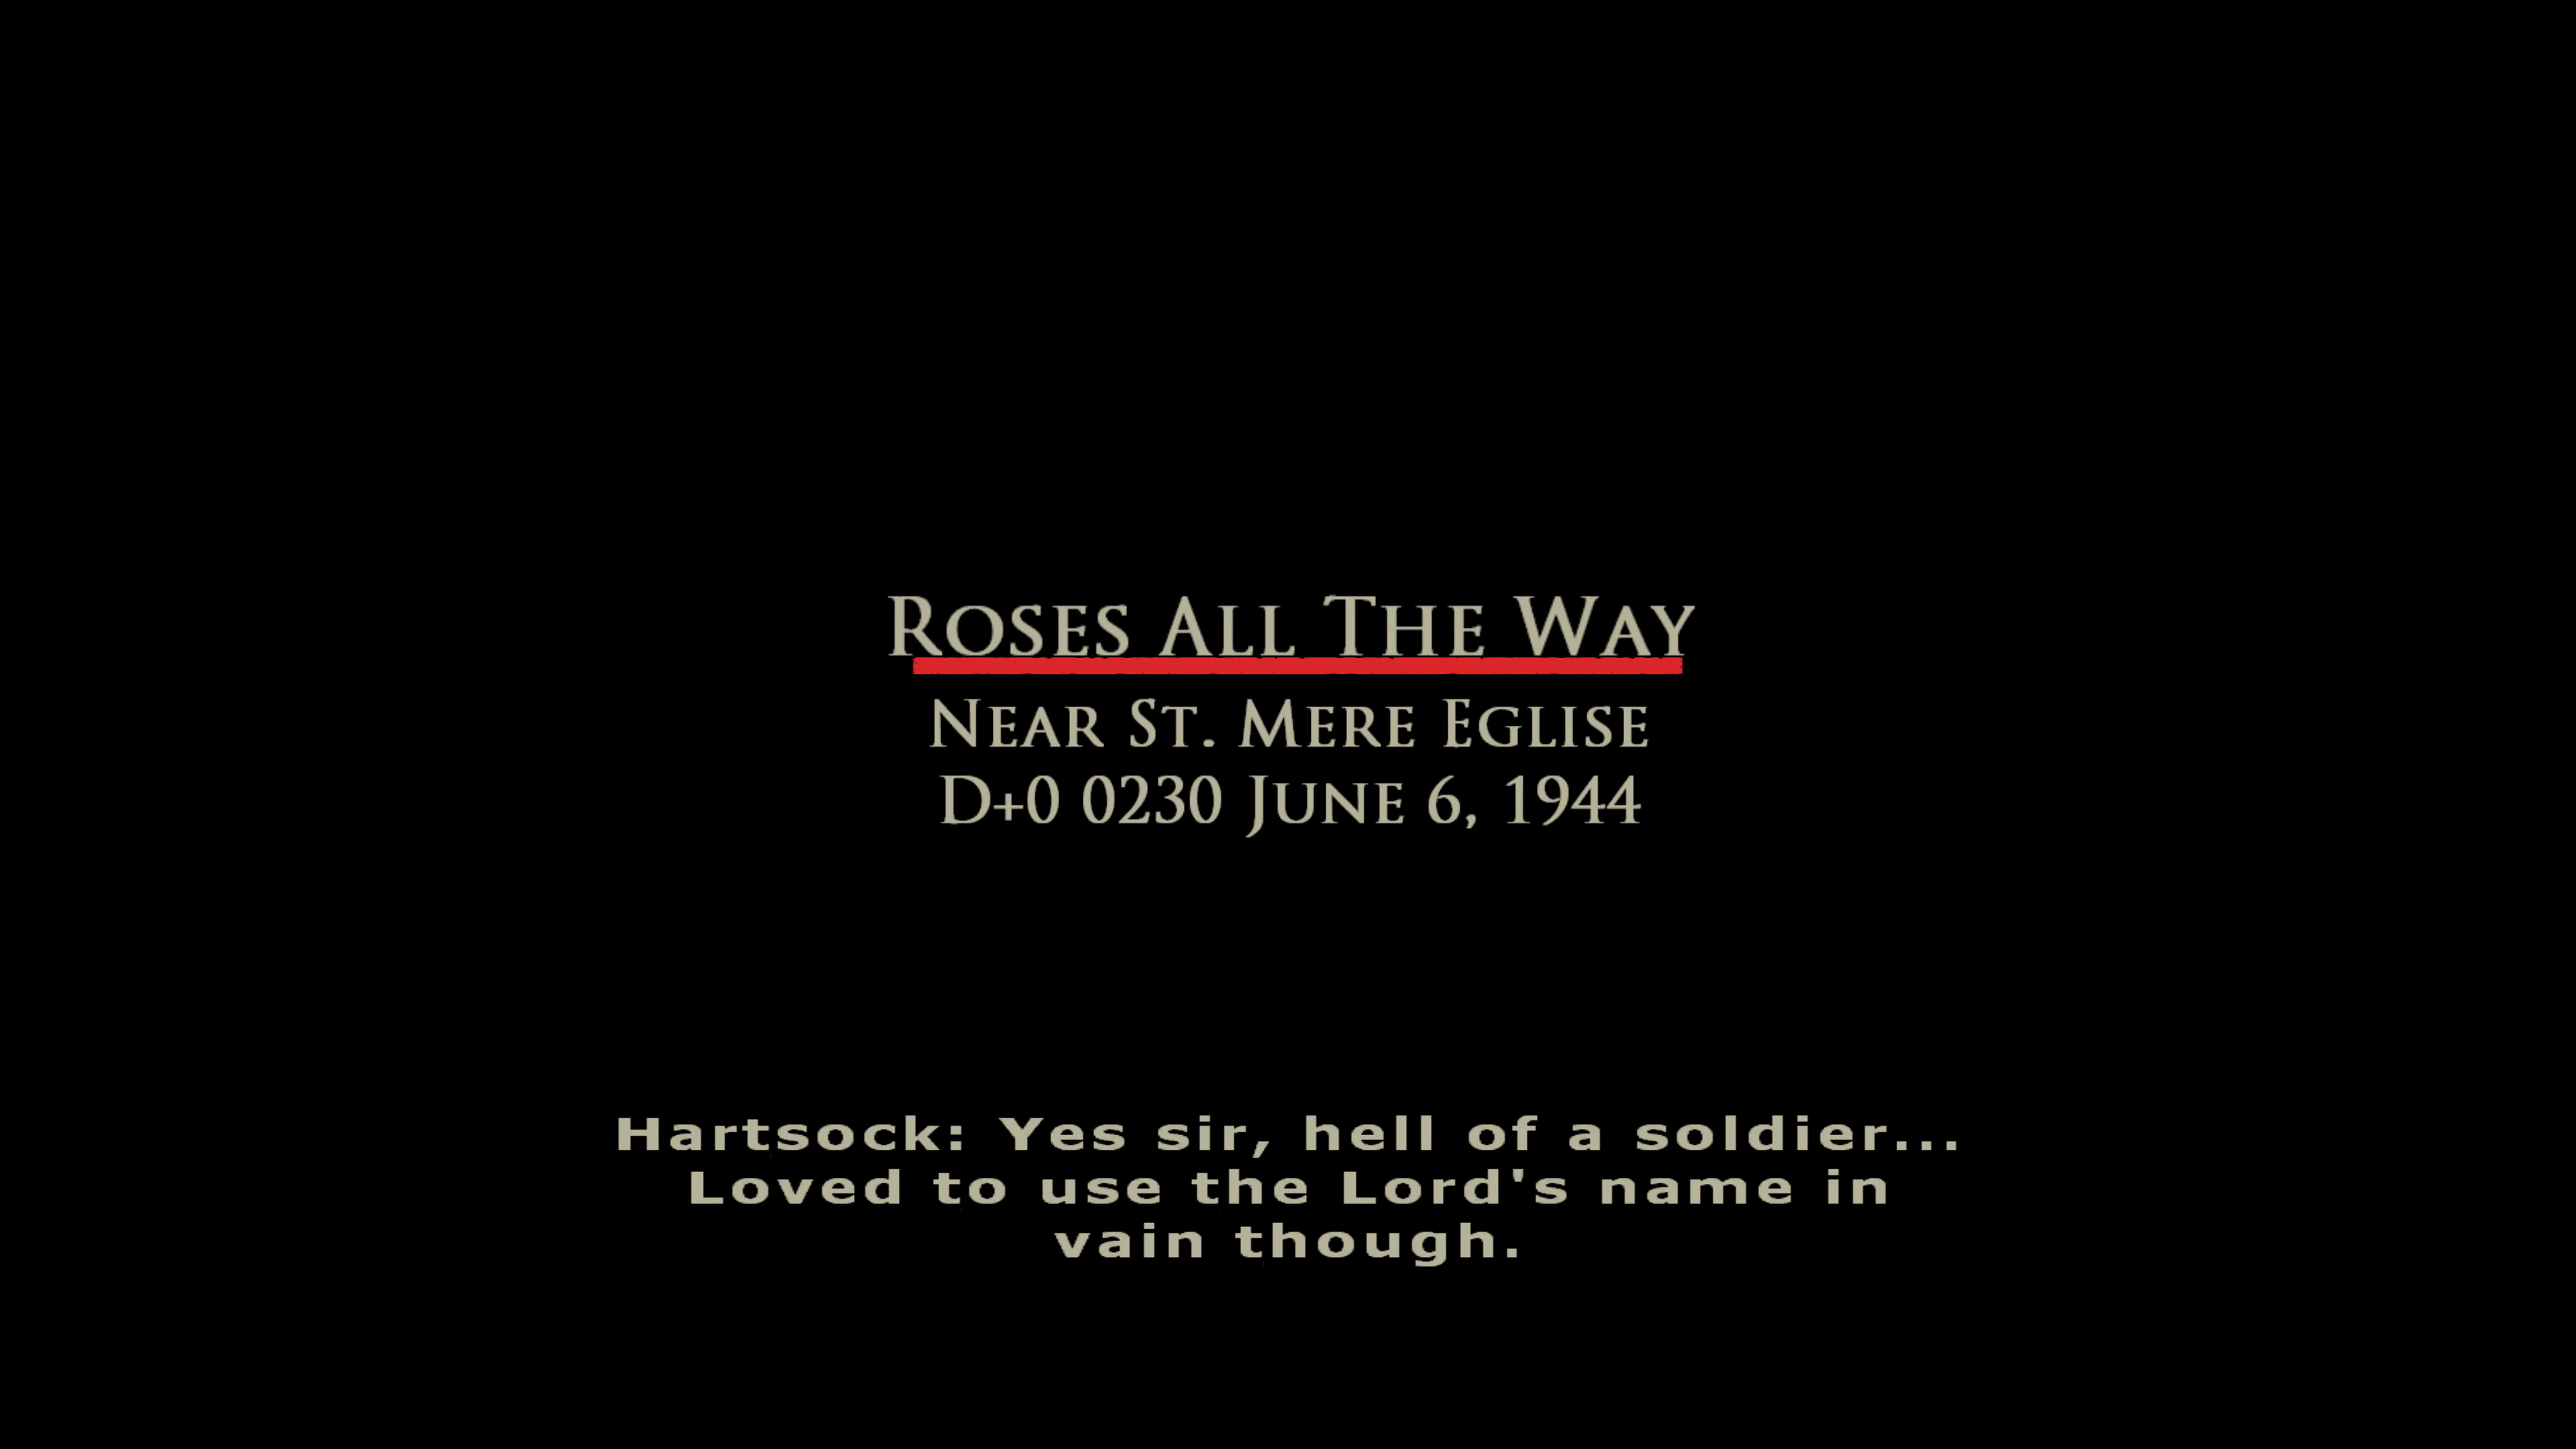 Roses All The Way
Near St. Mere Eglise
D+0 0230 June 6, 1944
Hartsock: Yes sir, hell of a soldier...
Loved to use the Lord's name in
vain though.